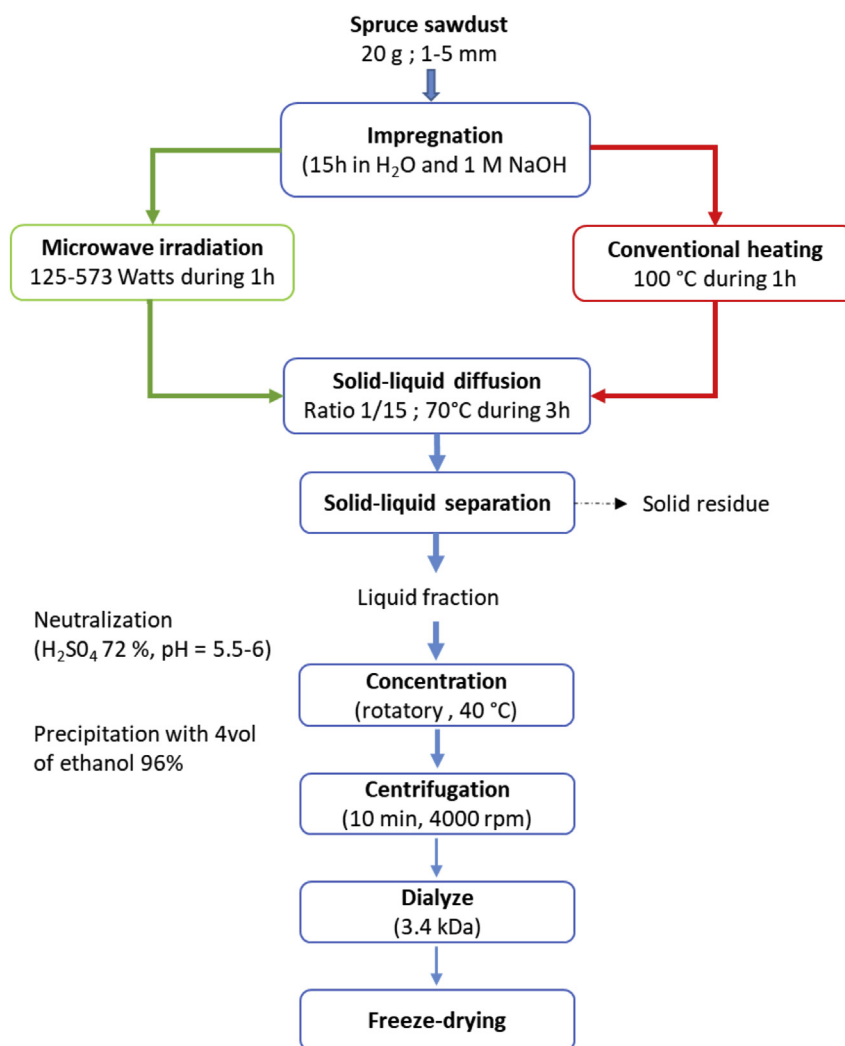 Spruce sawdust
20 g ; 1-5 mm
Impregnation
(15h in H₂O and 1 M NaOH
Microwave irradiation
125-573 Watts during 1h
Conventional heating
100 °C during 1h
Solid-liquid diffusion
Ratio 1/15 ; 70°C during 3h
Solid-liquid separation
Solid residue
Liquid fraction
Neutralization
(H₂S0₄ 72 %, pH = 5.5-6)
Concentration
(rotatory , 40 °C)
Precipitation with 4vol
of ethanol 96%
Centrifugation
(10 min, 4000 rpm)
Dialyze
(3.4 kDa)
Freeze-drying